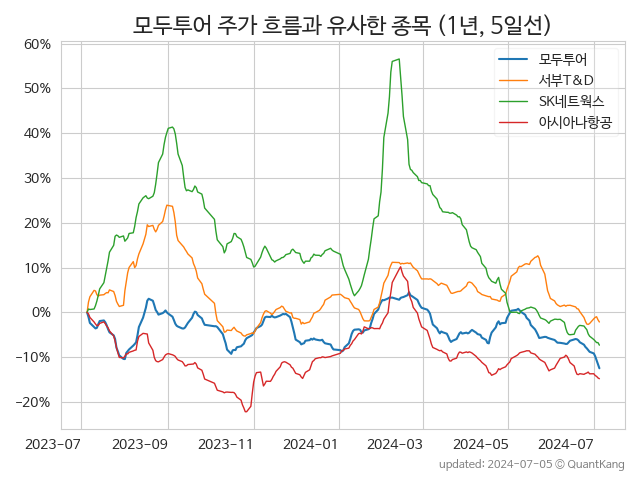 모두투어 주가 흐름과 유사한 종목 (1년, 5일선)
모두투어
서부T&D
SK네트웍스
아시아나항공
60%
50%
40%
30%
20%
10%
0%
−10%
−20%
2023-07
2023-09
2023-11
2024-01
2024-03
2024-05
2024-07
updated: 2024-07-05 © QuantKang